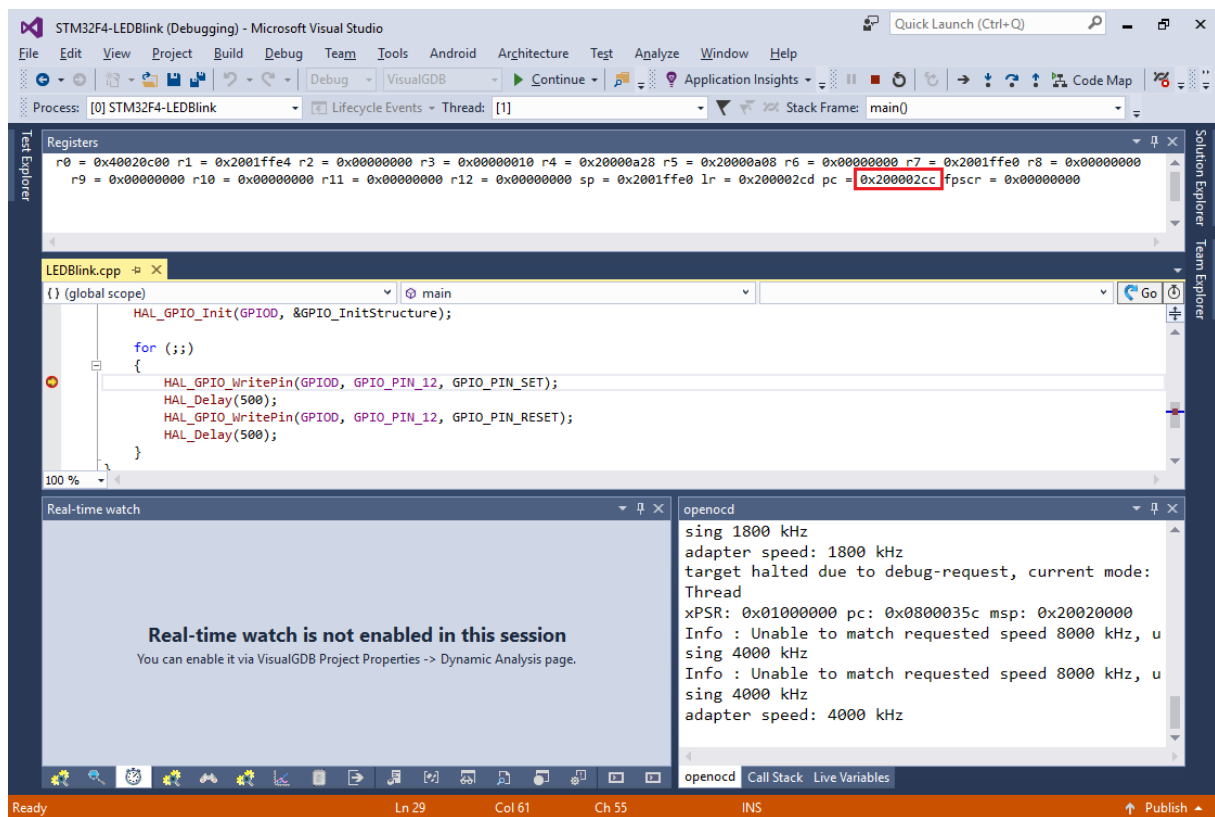 STM32F4-LEDBlink (Debugging) - Microsoft Visual Studio
Quick Launch (Ctrl+Q)
File Edit View Project Build Debug Team Tools Android Architecture Test Analyze Window Help
Debug VisualGDB Continue Application Insights Code Map
Process: [0] STM32F4-LEDBlink Lifecycle Events Thread: [1] Stack Frame: main()
Test Explorer
Solution Explorer
Team Explorer
Registers
r0 = 0x40020c00 r1 = 0x2001ffe4 r2 = 0x00000000 r3 = 0x00000010 r4 = 0x20000a28 r5 = 0x20000a08 r6 = 0x00000000 r7 = 0x2001ffe0 r8 = 0x00000000
r9 = 0x00000000 r10 = 0x00000000 r11 = 0x00000000 r12 = 0x00000000 sp = 0x2001ffe0 lr = 0x200002cd pc = 0x200002cc fpscr = 0x00000000
LEDBlink.cpp
{} (global scope) main Go
HAL_GPIO_Init(GPIOD, &GPIO_InitStructure);
for (;;)
{
HAL_GPIO_WritePin(GPIOD, GPIO_PIN_12, GPIO_PIN_SET);
HAL_Delay(500);
HAL_GPIO_WritePin(GPIOD, GPIO_PIN_12, GPIO_PIN_RESET);
HAL_Delay(500);
}
}
100 %
Real-time watch
Real-time watch is not enabled in this session
You can enable it via VisualGDB Project Properties -> Dynamic Analysis page.
openocd
sing 1800 kHz
adapter speed: 1800 kHz
target halted due to debug-request, current mode:
Thread
xPSR: 0x01000000 pc: 0x0800035c msp: 0x20020000
Info : Unable to match requested speed 8000 kHz, u
sing 4000 kHz
Info : Unable to match requested speed 8000 kHz, u
sing 4000 kHz
adapter speed: 4000 kHz
openocd Call Stack Live Variables
Ready Ln 29 Col 61 Ch 55 INS Publish